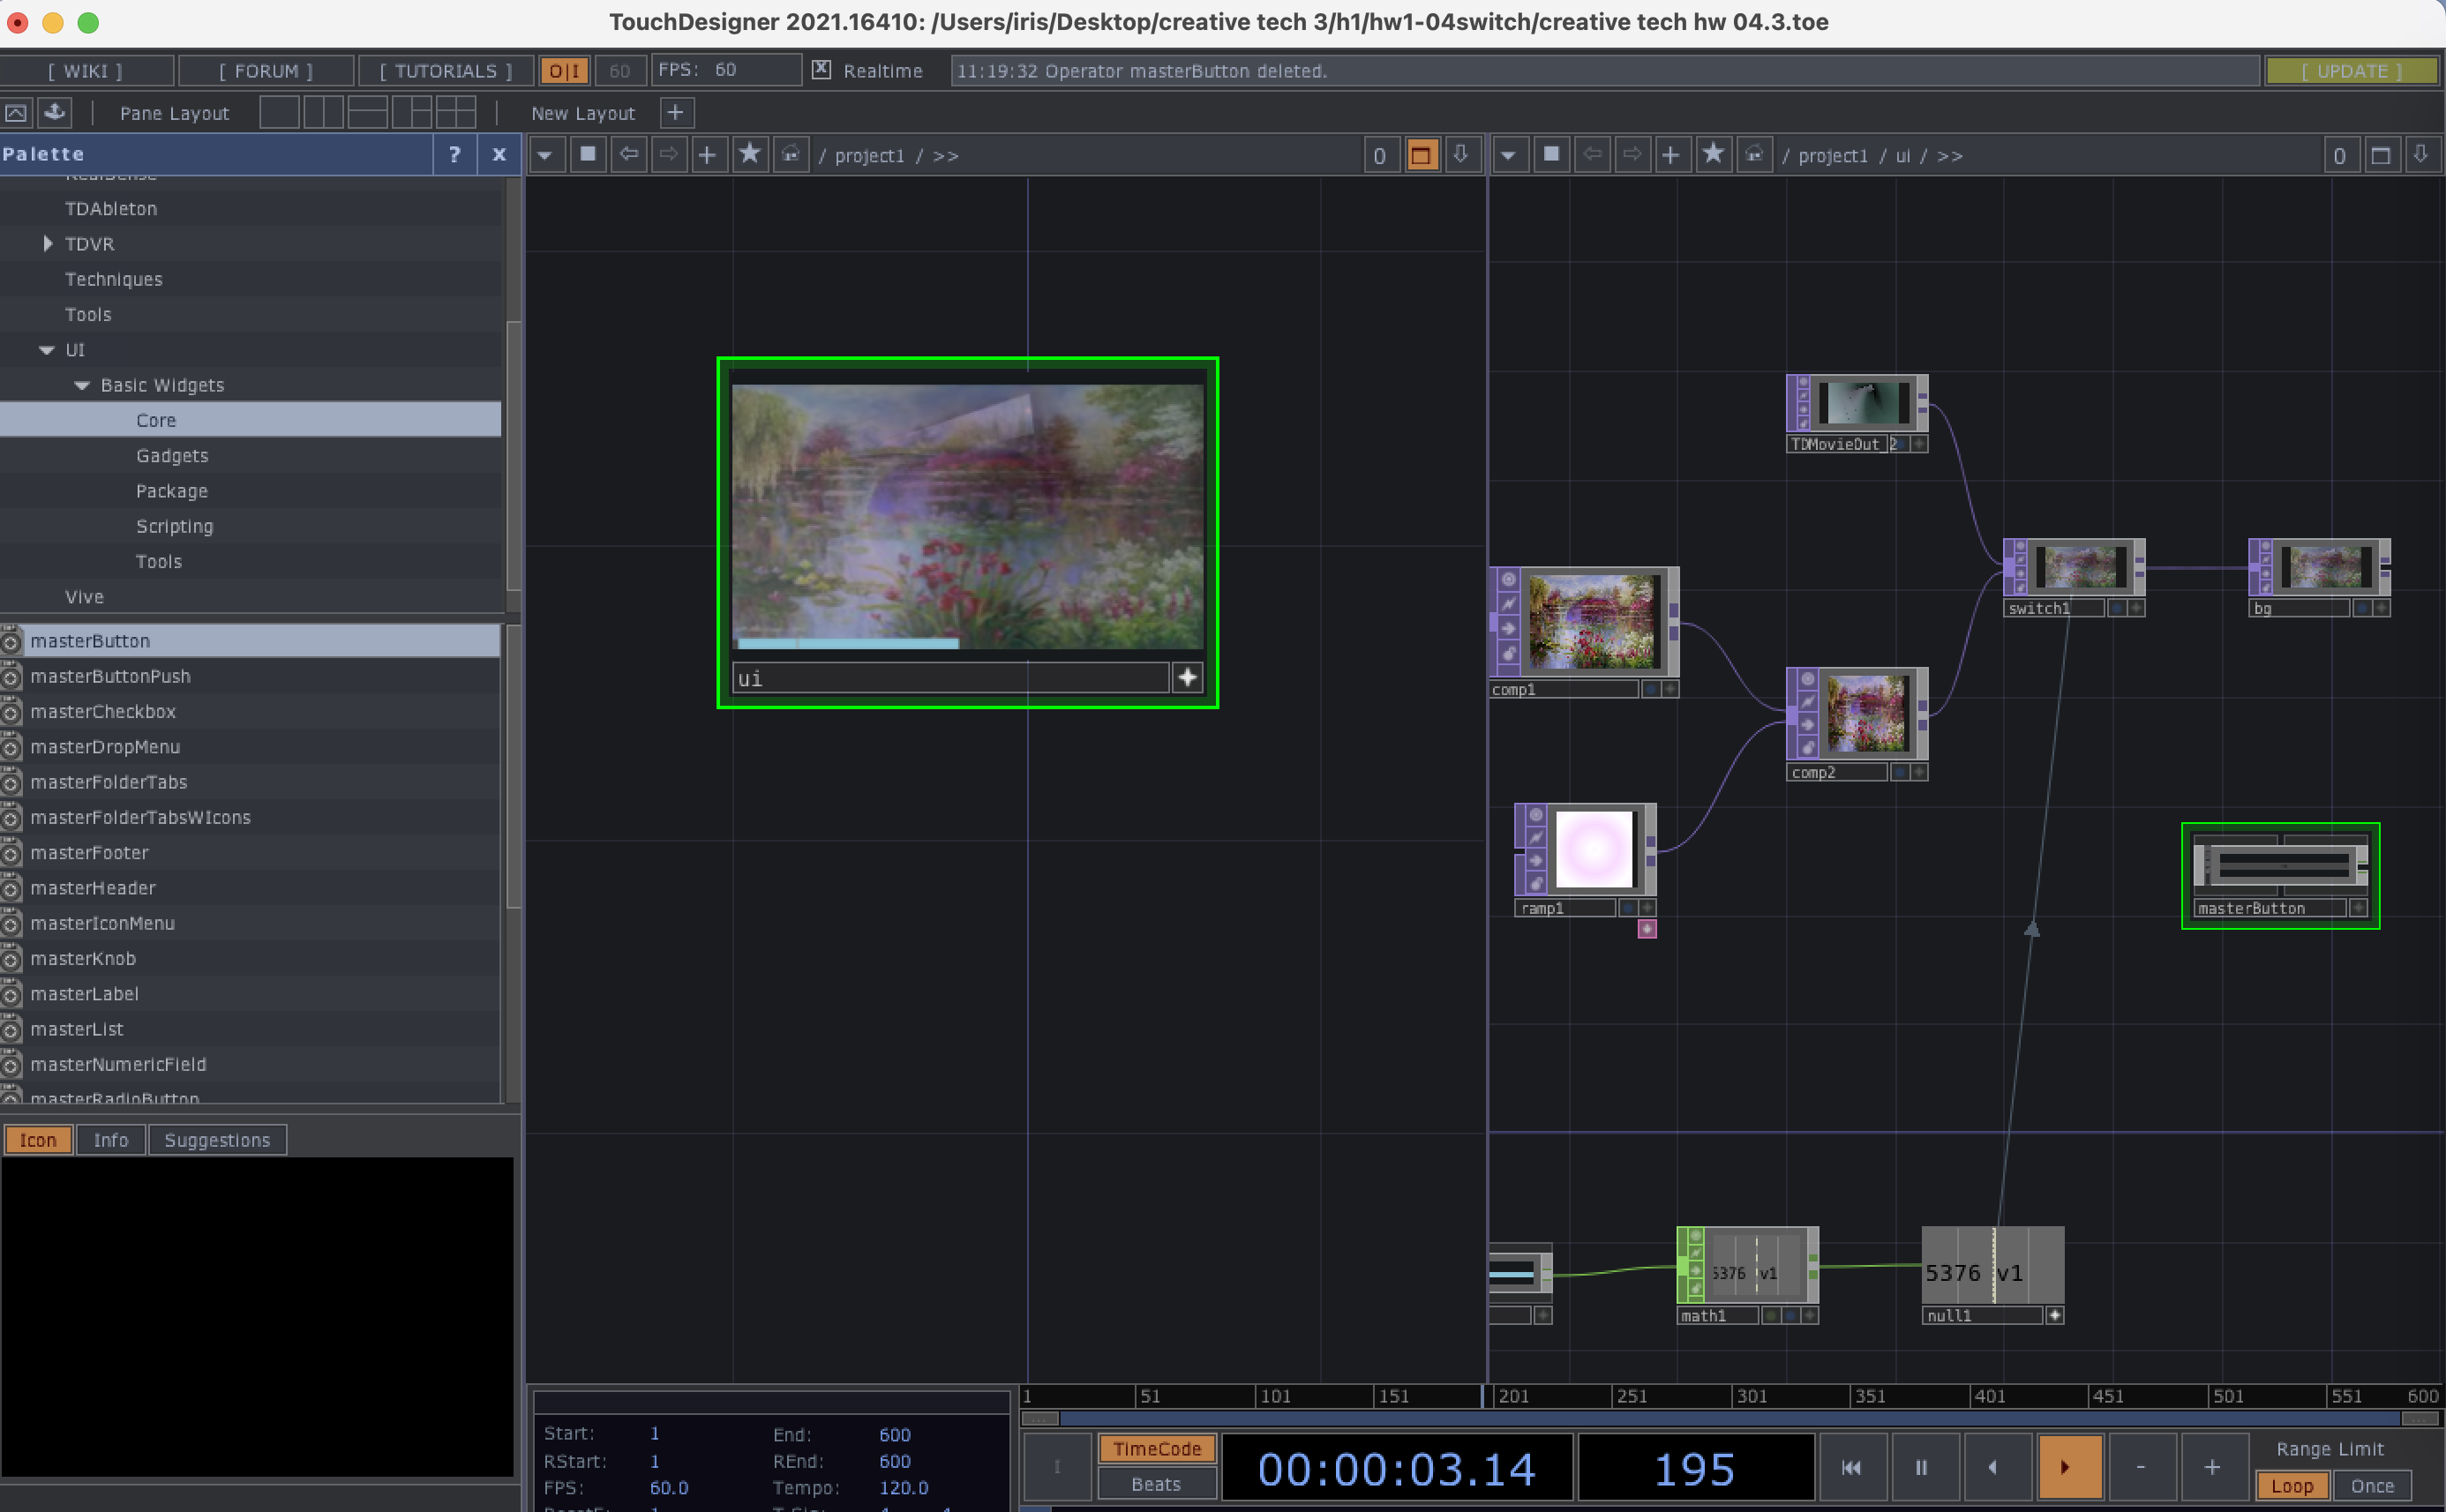 TouchDesigner 2021.16410: /Users/iris/Desktop/creative tech 3/h1/hw1-04switch/creative tech hw 04.3.toe
[ WIKI ] [ FORUM ] [ TUTORIALS ] O|I 60 FPS: 60 Realtime 11:19:32 Operator masterButton deleted. [ UPDATE ]
Pane Layout New Layout +
Palette ? x
/ project1 / >> 0
/ project1 / ui / >> 0
RealSense
TDAbleton
TDVR
Techniques
Tools
UI
Basic Widgets
Core
Gadgets
Package
Scripting
Tools
Vive
masterButton
masterButtonPush
masterCheckbox
masterDropMenu
masterFolderTabs
masterFolderTabsWIcons
masterFooter
masterHeader
masterIconMenu
masterKnob
masterLabel
masterList
masterNumericField
masterRadioButton
Icon Info Suggestions
ui
TDMovieOut_2
switch1
bg
comp1
comp2
ramp1
masterButton
5376 v1
math1
5376 v1
null1
1 51 101 151 201 251 301 351 401 451 501 551 600
Start: 1 End: 600
RStart: 1 REnd: 600
FPS: 60.0 Tempo: 120.0
I
TimeCode
Beats
00:00:03.14
195
- +
Range Limit
Loop Once